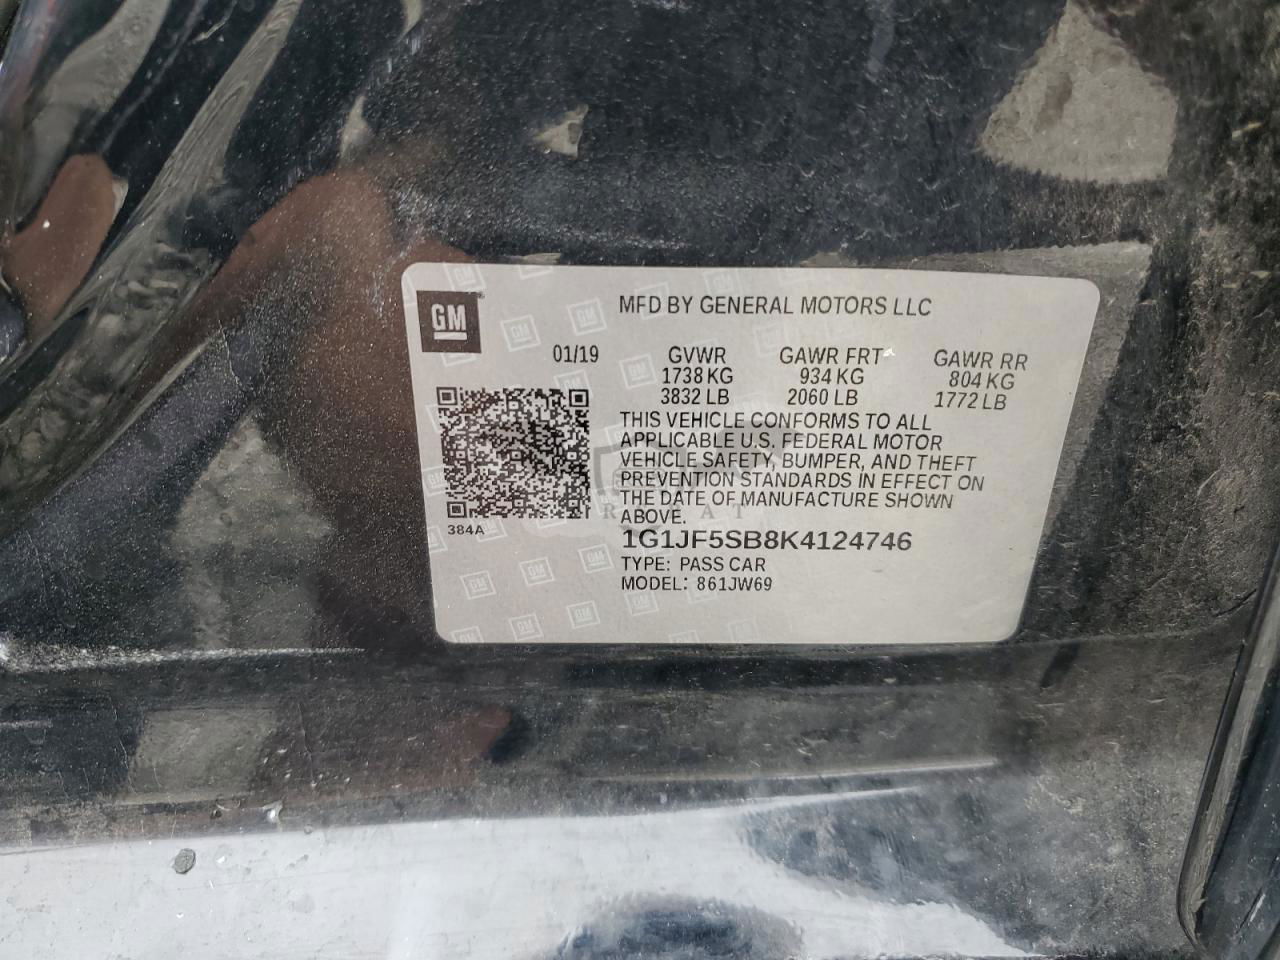 GM
MFD BY GENERAL MOTORS LLC
01/19 GVWR GAWR FRT GAWR RR
1738 KG 934 KG 804 KG
3832 LB 2060 LB 1772 LB
THIS VEHICLE CONFORMS TO ALL
APPLICABLE U.S. FEDERAL MOTOR
VEHICLE SAFETY, BUMPER, AND THEFT
PREVENTION STANDARDS IN EFFECT ON
THE DATE OF MANUFACTURE SHOWN
ABOVE.
384A
1G1JF5SB8K4124746
TYPE: PASS CAR
MODEL: 861JW69